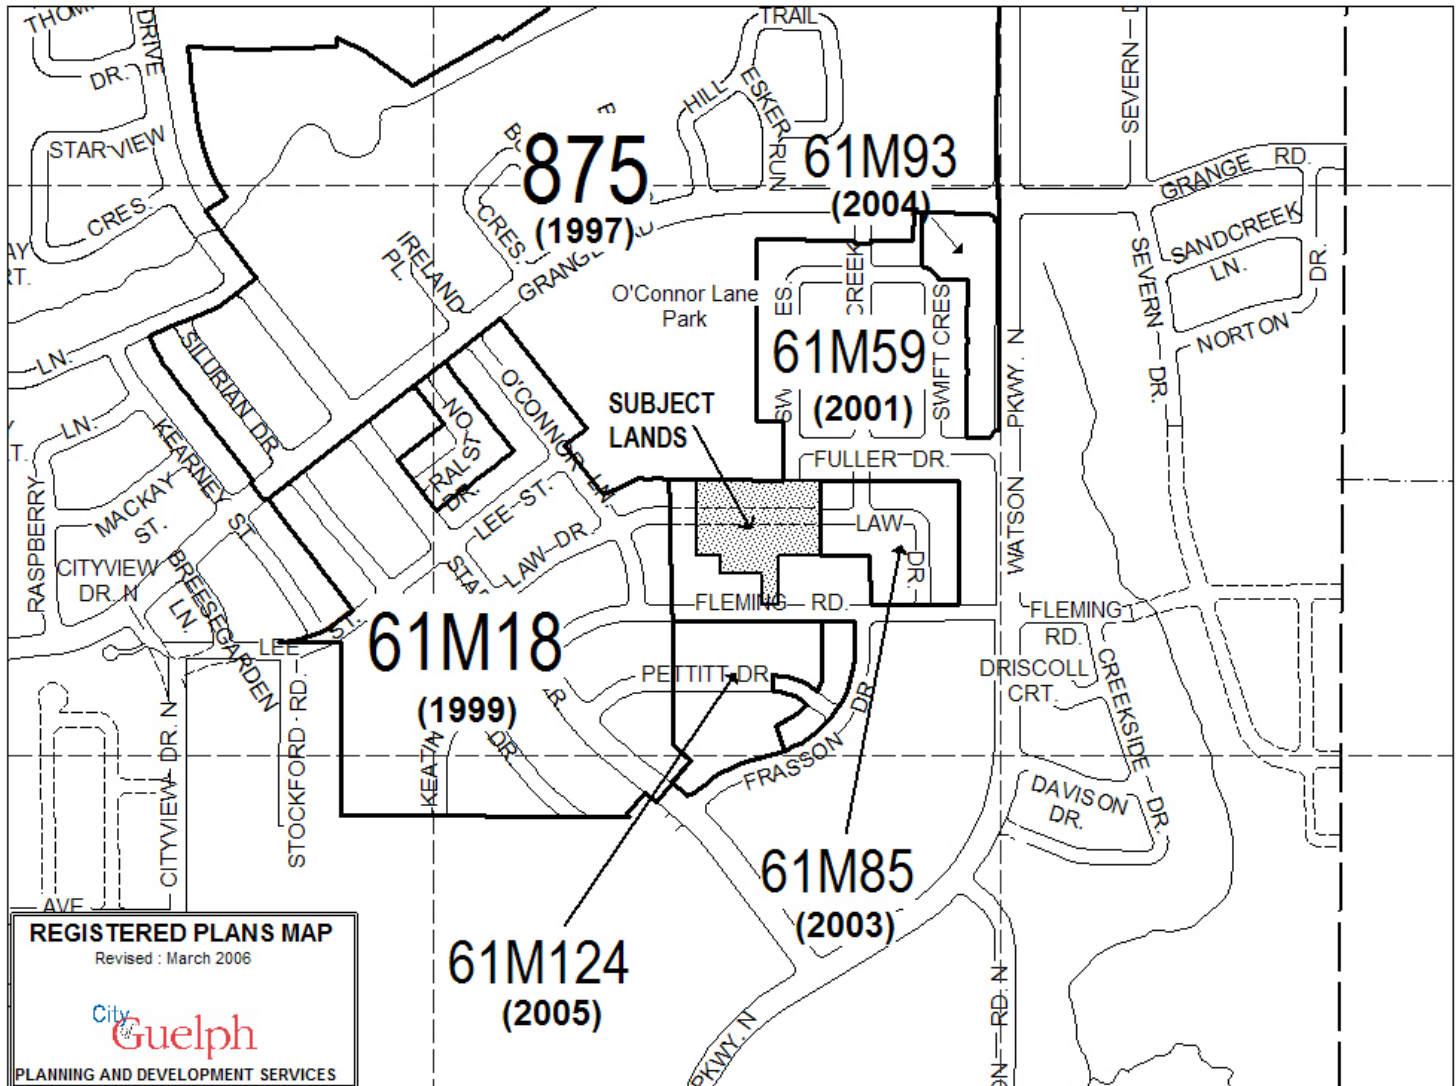 DRIVE
TRAIL
DR.
HILL
ESKER
RUN
SEVERN
STARVIEW
CRES.
875
(1997)
61M93
(2004)
GRANGE
RD.
CRES.
IRELAND
PL.
SANDCREEK
LN.
DR.
SEVERN
DR.
NORTON
O'Connor Lane
Park
CREEK
61M59
(2001)
SWIFT CRES
WATSON
PKWY. N
LN.
SILURIAN DR
O'CONNOR
LN.
SUBJECT
LANDS
LN.
KEARNEY
ST
RALSTON
DR.
FULLER DR.
LEE ST.
RASPBERRY
MACKAY
ST.
LAW DR
LAW
DR.
CITYVIEW
DR. N
BREESEGARDEN
LN.
FLEMING RD.
FLEMING
RD.
LEE
ST.
61M18
(1999)
PETTITT DR
DRISCOLL
CRT.
CREEKSIDE
DR.
CITYVIEW DR. N
STOCKFORD RD.
DR
FRASSON
DR
DAVISON
DR.
AVE
61M85
(2003)
61M124
(2005)
PKWY. N
RD. N
REGISTERED PLANS MAP
Revised : March 2006
City of
Guelph
PLANNING AND DEVELOPMENT SERVICES